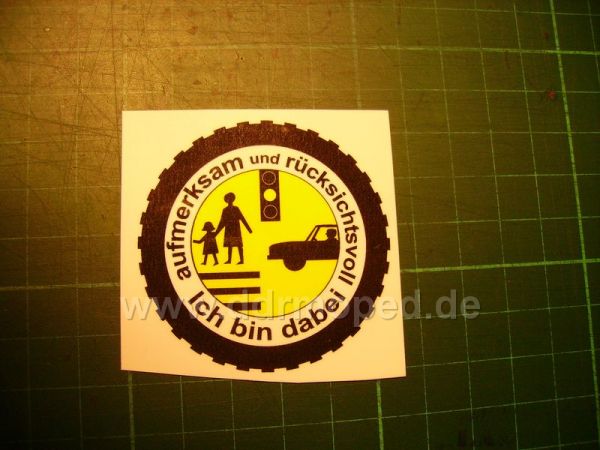 aufmerksam und rücksichtsvoll
Ich bin dabei
www.ddrmoped.de